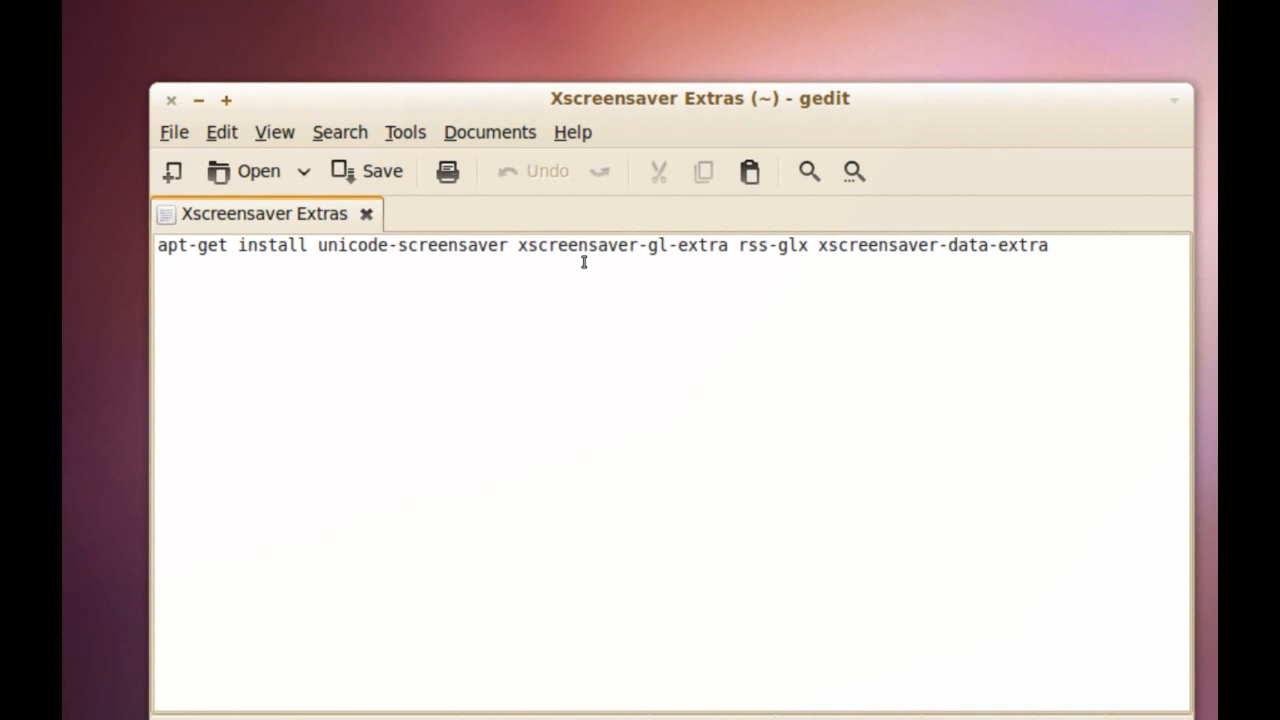 Xscreensaver Extras (~) - gedit
File Edit View Search Tools Documents Help
Open Save Undo
Xscreensaver Extras
apt-get install unicode-screensaver xscreensaver-gl-extra rss-glx xscreensaver-data-extra